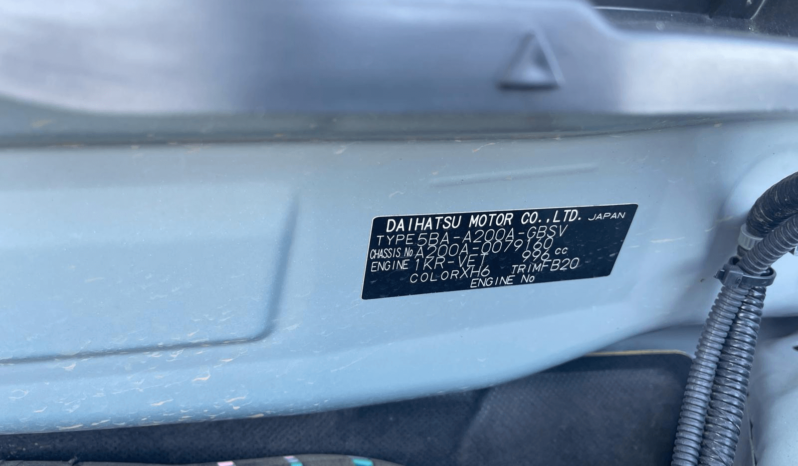 DAIHATSU MOTOR CO.,LTD. JAPAN
TYPE 5BA-A200A-GBSV
CHASSIS No A200A-0079160
ENGINE 1KR-VET 996 cc
COLOR XH6 TRIM FB20
ENGINE No